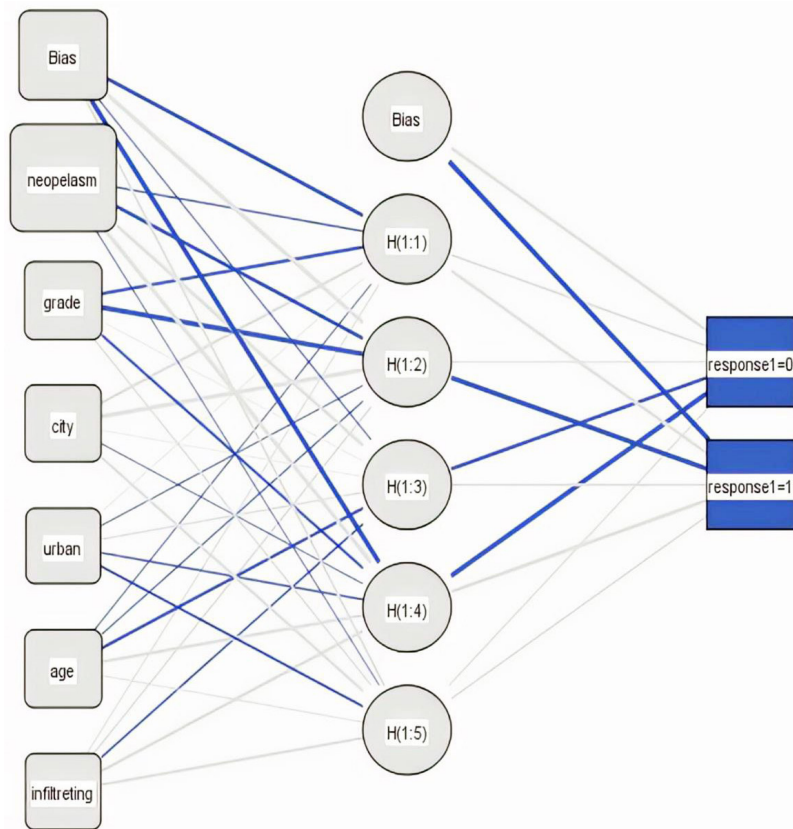 Bias
neopelasm
grade
city
urban
age
infiltreting
Bias
H(1:1)
H(1:2)
H(1:3)
H(1:4)
H(1:5)
response1=0
response1=1